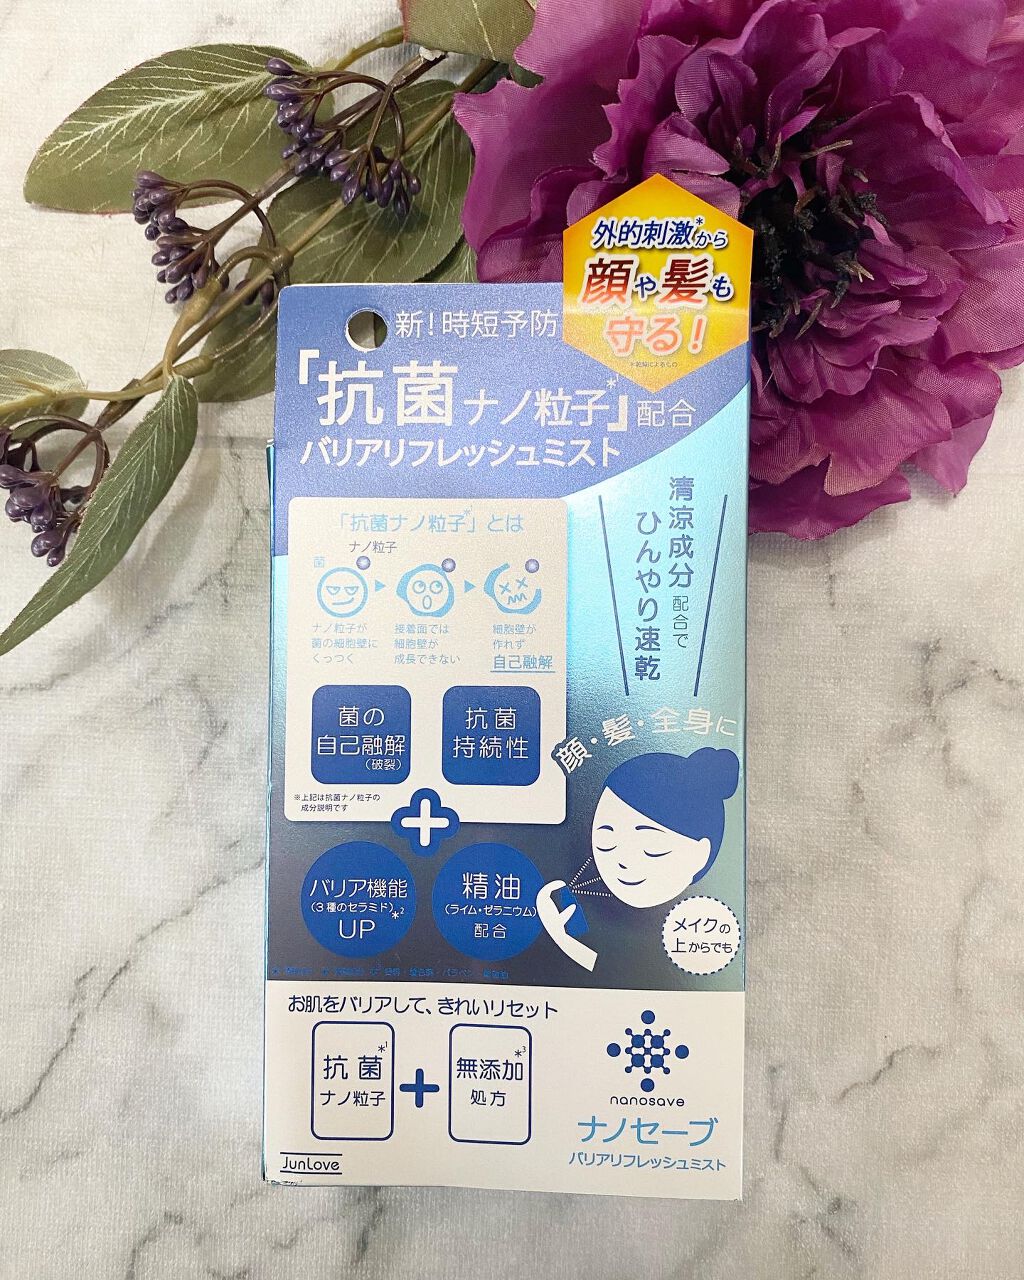 外的刺激*から
顔や髪も
守る!
新!時短予防
「抗菌ナノ粒子*」配合
バリアリフレッシュミスト
清涼成分配合で
ひんやり速乾
「抗菌ナノ粒子*」とは
ナノ粒子
菌
ナノ粒子が
菌の細胞壁に
くっつく
接着面では
細胞壁が
成長できない
細胞壁が
作れず
自己融解
菌の
自己融解
(破裂)
抗菌
持続性
※上記は抗菌ナノ粒子の
成分説明です
+
顔・髪・全身に
バリア機能
(3種のセラミド)*2
UP
精油
(ライム・ゼラニウム)
配合
メイクの
上からでも
お肌をバリアして、きれいリセット
抗菌*1
ナノ粒子
+
無添加*3
処方
nanosave
ナノセーブ
バリアリフレッシュミスト
JunLove